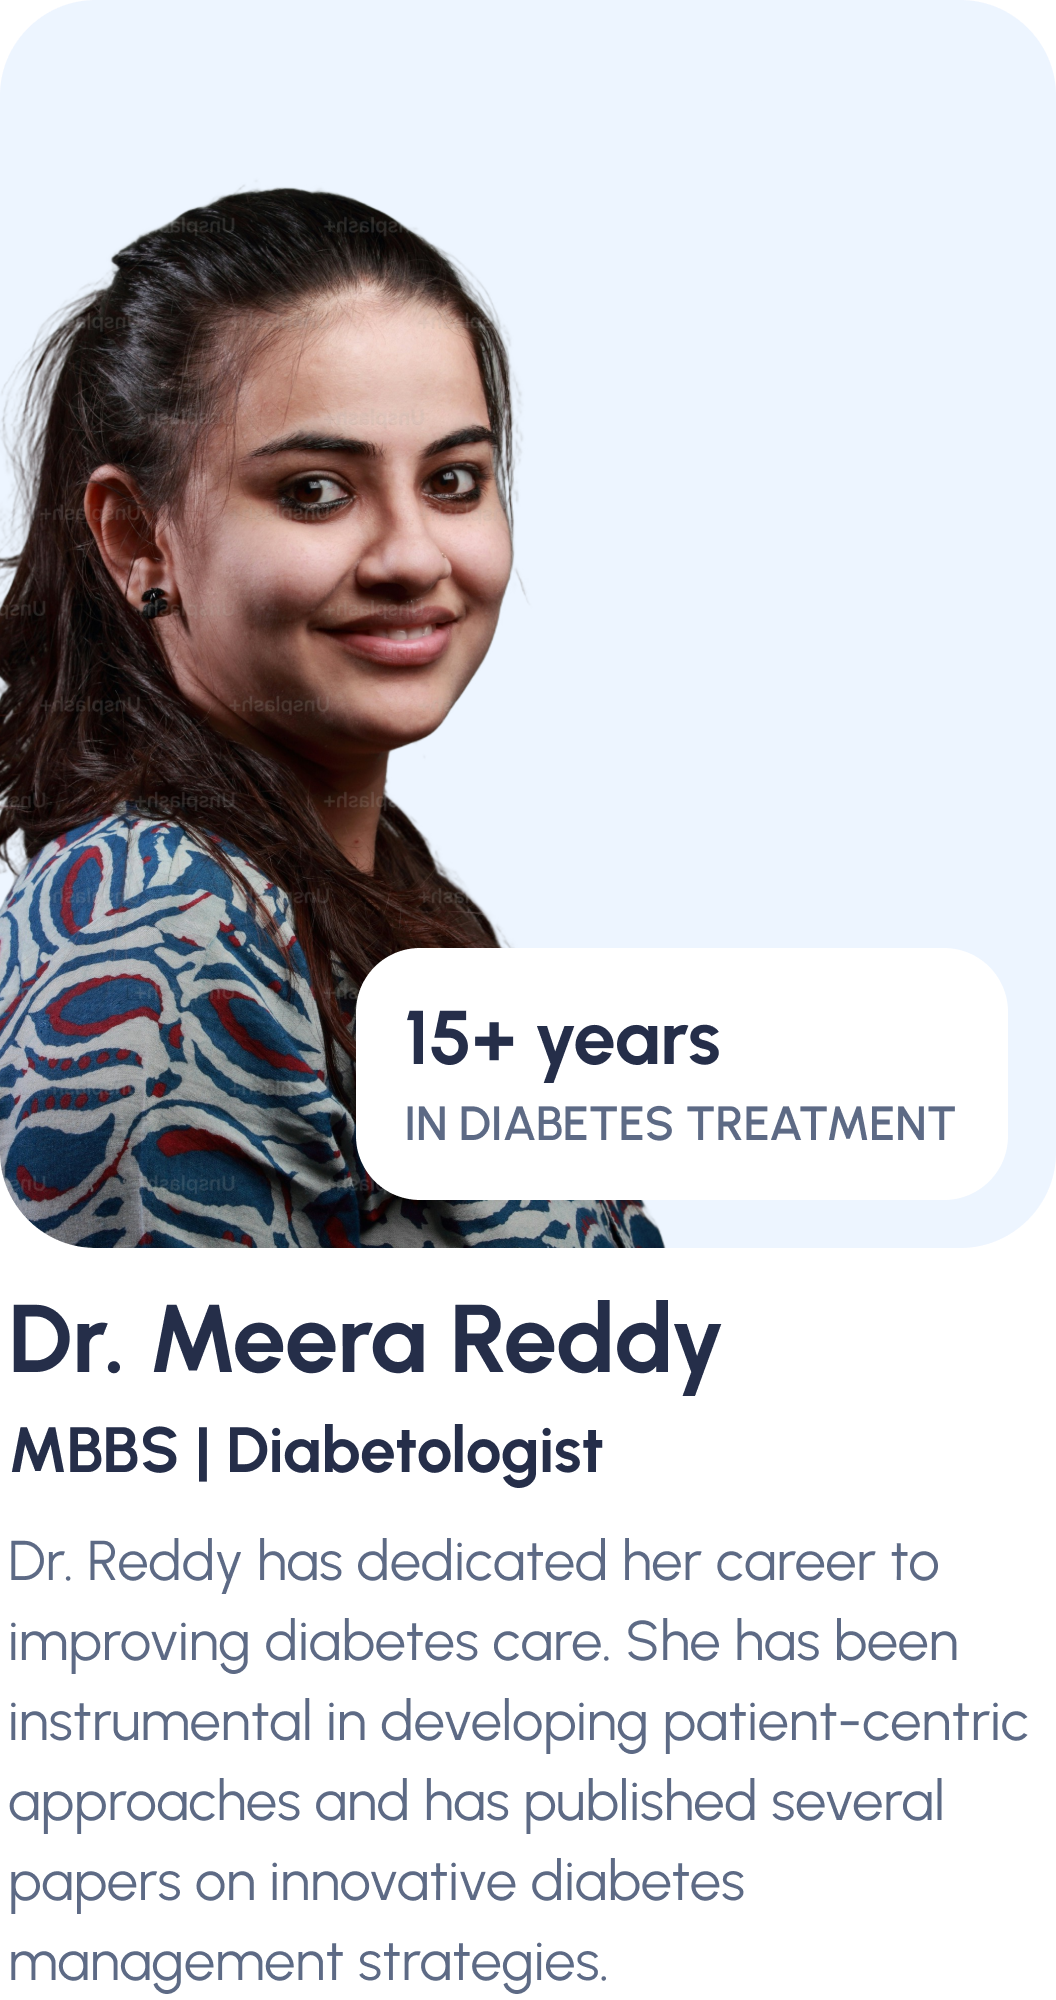 15+ years
IN DIABETES TREATMENT
Dr. Meera Reddy
MBBS | Diabetologist
Dr. Reddy has dedicated her career to
improving diabetes care. She has been
instrumental in developing patient-centric
approaches and has published several
papers on innovative diabetes
management strategies.